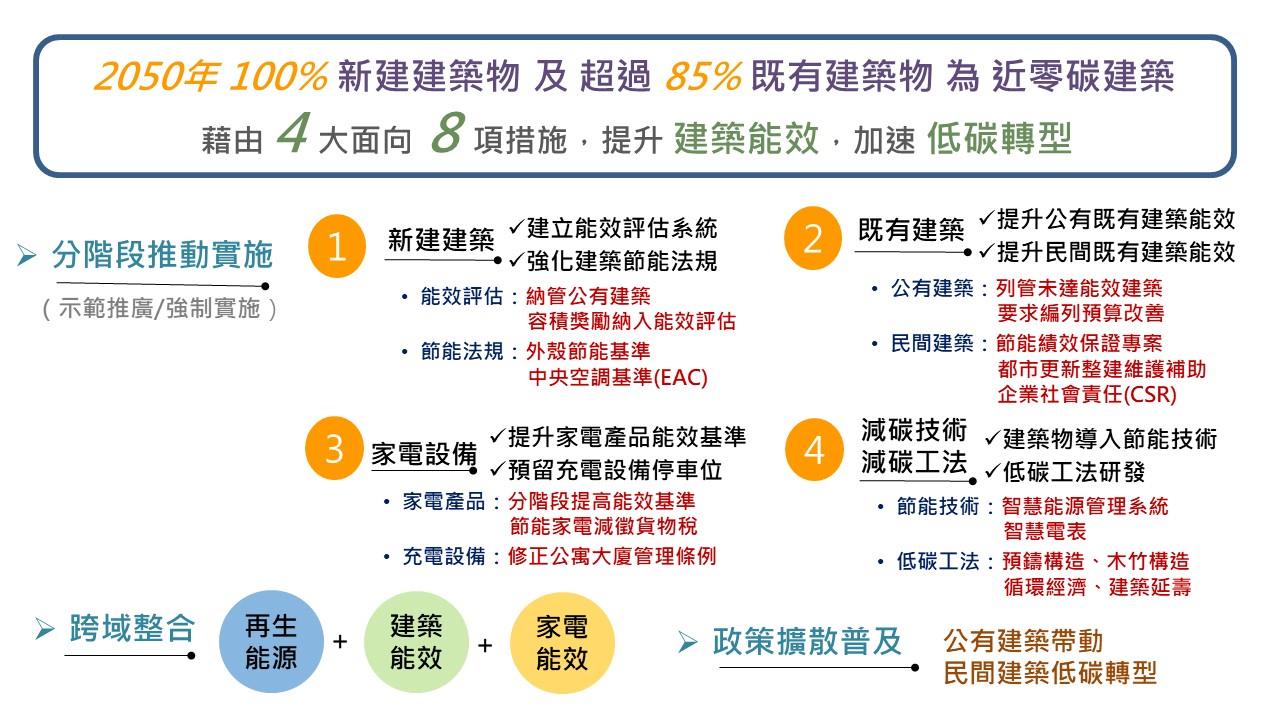 2050年 100% 新建建築物 及 超過 85% 既有建築物 為 近零碳建築
藉由 4 大面向 8 項措施，提升 建築能效，加速 低碳轉型
➢ 分階段推動實施
（示範推廣/強制實施）
1
新建建築
✓建立能效評估系統
✓強化建築節能法規
• 能效評估：納管公有建築
容積獎勵納入能效評估
• 節能法規：外殼節能基準
中央空調基準(EAC)
2
既有建築
✓提升公有既有建築能效
✓提升民間既有建築能效
• 公有建築：列管未達能效建築
要求編列預算改善
• 民間建築：節能績效保證專案
都市更新整建維護補助
企業社會責任(CSR)
3
家電設備
✓提升家電產品能效基準
✓預留充電設備停車位
• 家電產品：分階段提高能效基準
節能家電減徵貨物稅
• 充電設備：修正公寓大廈管理條例
4
減碳技術
減碳工法
✓建築物導入節能技術
✓低碳工法研發
• 節能技術：智慧能源管理系統
智慧電表
• 低碳工法：預鑄構造、木竹構造
循環經濟、建築延壽
➢ 跨域整合
再生
能源
+
建築
能效
+
家電
能效
➢ 政策擴散普及
公有建築帶動
民間建築低碳轉型